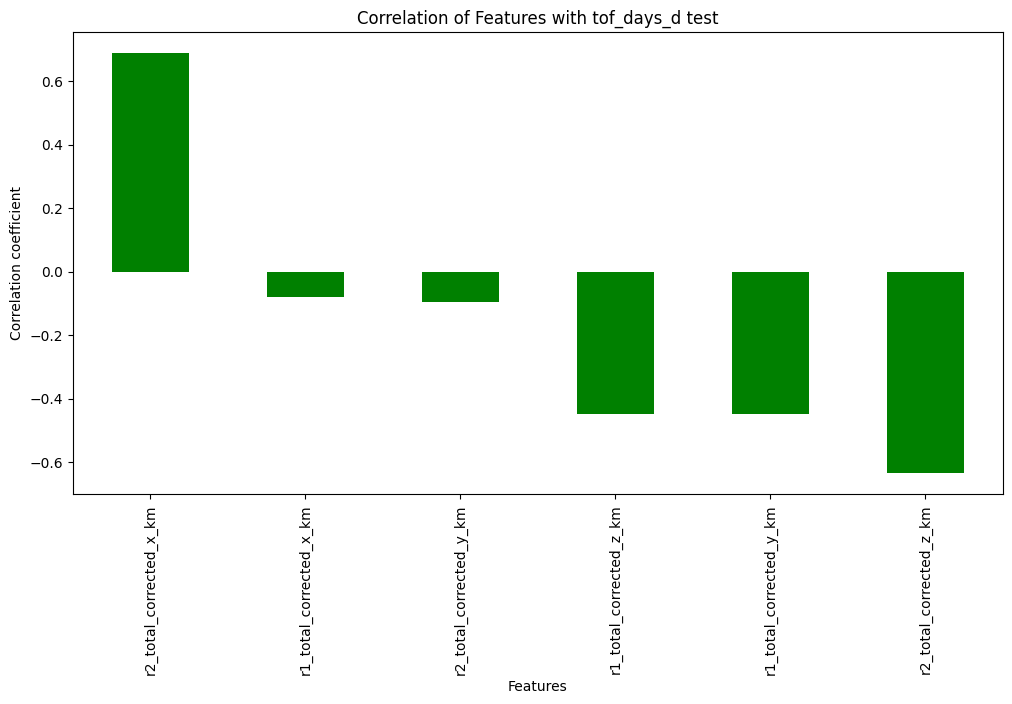 Correlation of Features with tof_days_d test
Correlation coefficient
0.6
0.4
0.2
0.0
−0.2
−0.4
−0.6
r2_total_corrected_x_km
r1_total_corrected_x_km
r2_total_corrected_y_km
r1_total_corrected_z_km
r1_total_corrected_y_km
r2_total_corrected_z_km
Features